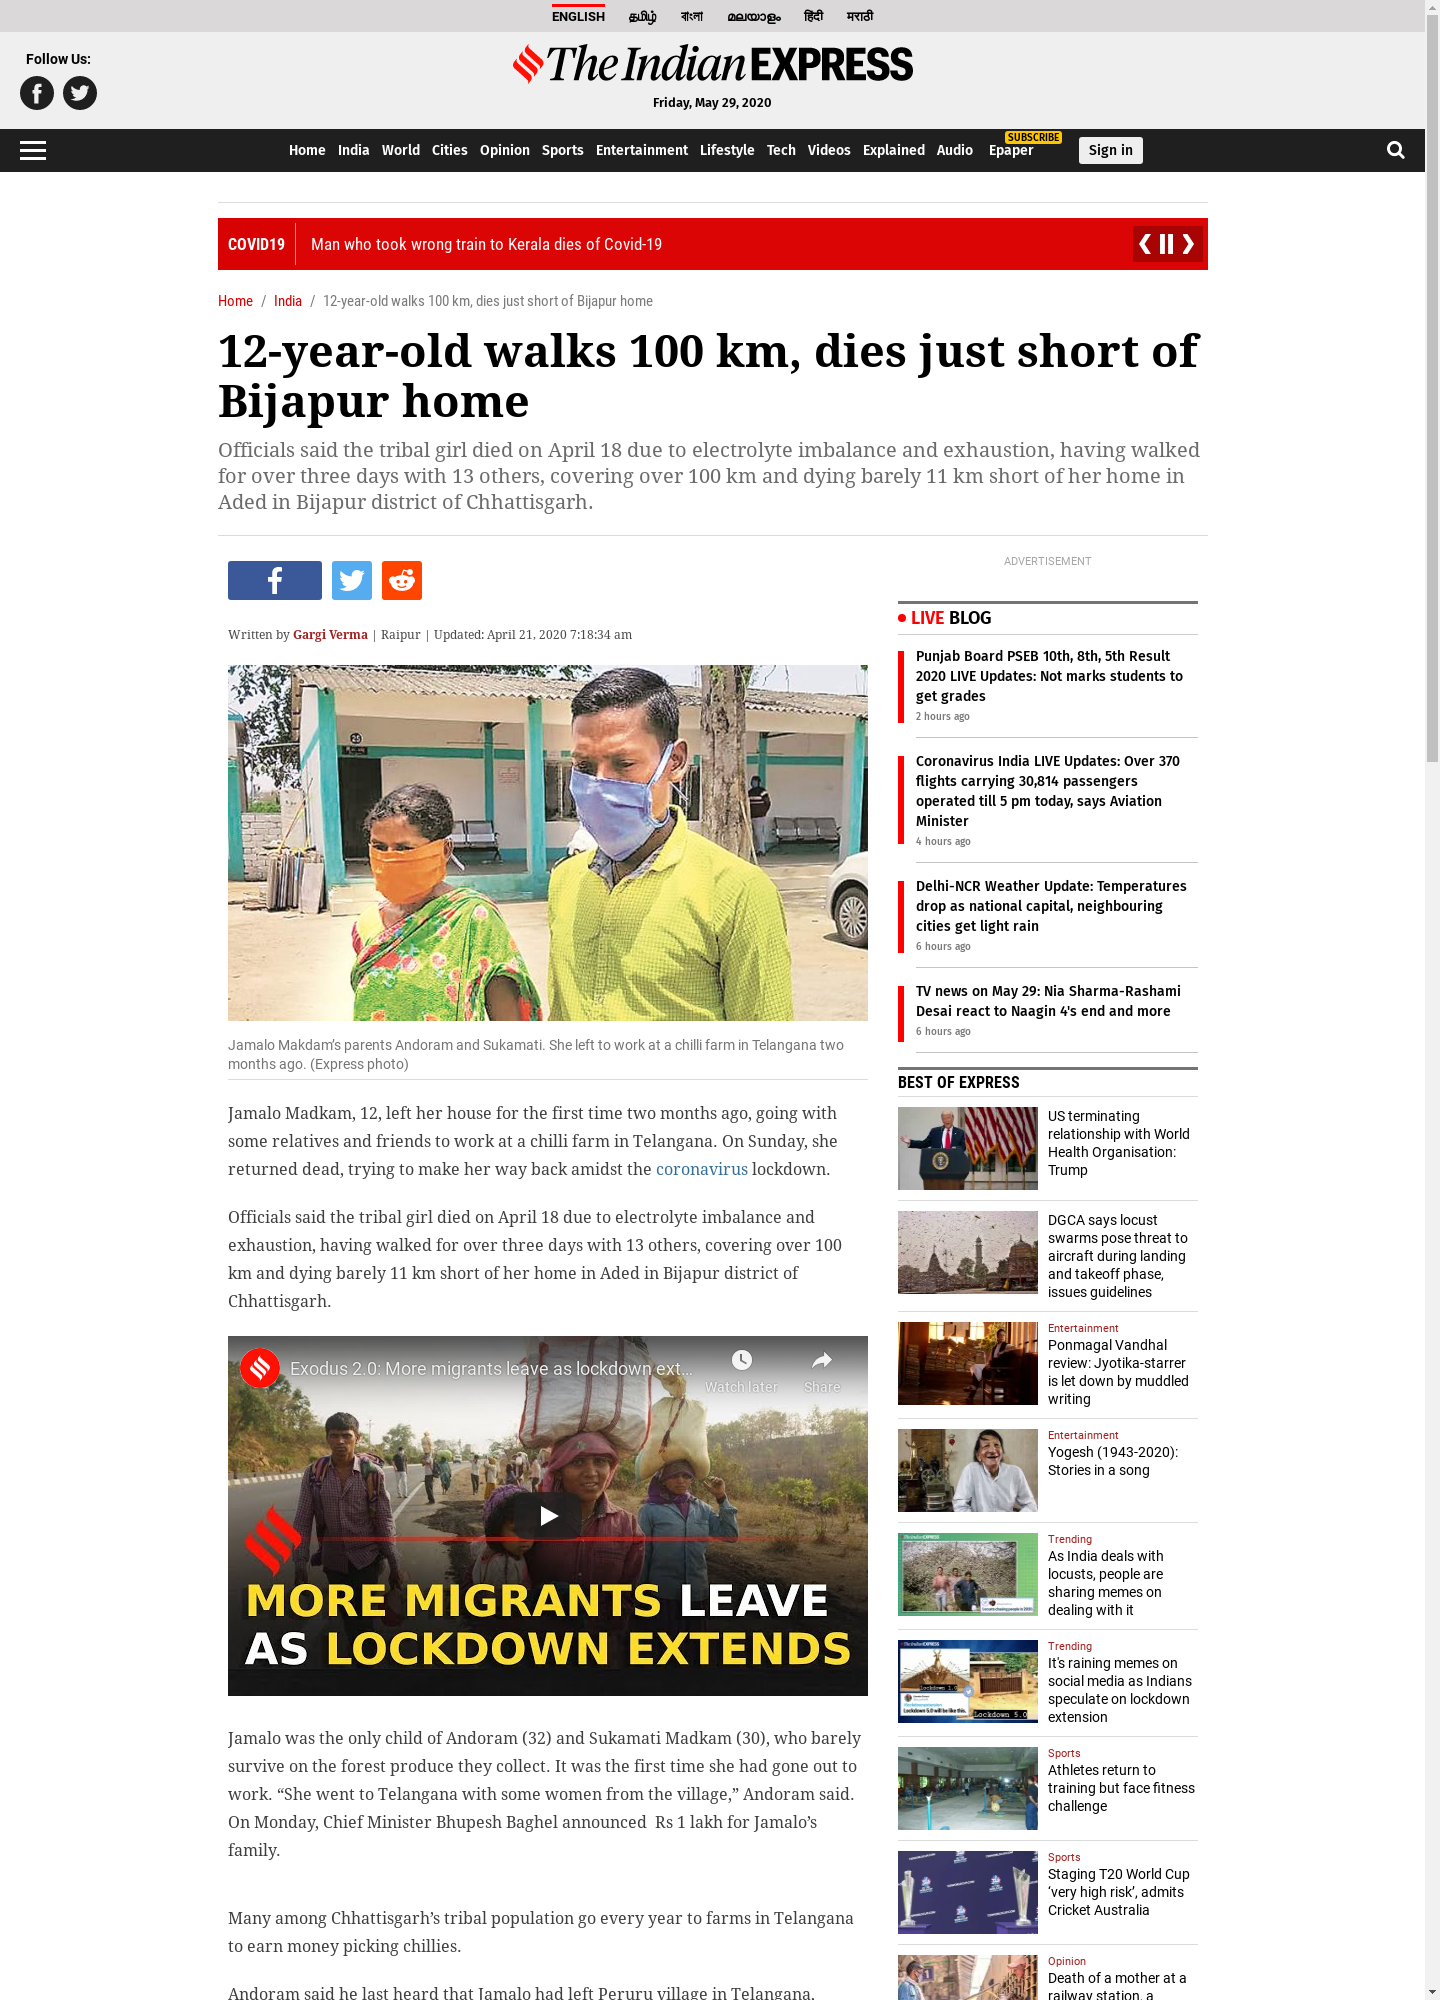 ENGLISH தமிழ் বাংলা മലയാളം हिंदी मराठी
Follow Us:
The Indian EXPRESS
Friday, May 29, 2020
SUBSCRIBE
Home India World Cities Opinion Sports Entertainment Lifestyle Tech Videos Explained Audio Epaper Sign in
COVID19 Man who took wrong train to Kerala dies of Covid-19
Home / India / 12-year-old walks 100 km, dies just short of Bijapur home
12-year-old walks 100 km, dies just short of
Bijapur home
Officials said the tribal girl died on April 18 due to electrolyte imbalance and exhaustion, having walked
for over three days with 13 others, covering over 100 km and dying barely 11 km short of her home in
Aded in Bijapur district of Chhattisgarh.
Written by Gargi Verma | Raipur | Updated: April 21, 2020 7:18:34 am
25
Jamalo Makdam’s parents Andoram and Sukamati. She left to work at a chilli farm in Telangana two
months ago. (Express photo)
Jamalo Madkam, 12, left her house for the first time two months ago, going with
some relatives and friends to work at a chilli farm in Telangana. On Sunday, she
returned dead, trying to make her way back amidst the coronavirus lockdown.
Officials said the tribal girl died on April 18 due to electrolyte imbalance and
exhaustion, having walked for over three days with 13 others, covering over 100
km and dying barely 11 km short of her home in Aded in Bijapur district of
Chhattisgarh.
Exodus 2.0: More migrants leave as lockdown ext...
Watch later Share
MORE MIGRANTS LEAVE
AS LOCKDOWN EXTENDS
Jamalo was the only child of Andoram (32) and Sukamati Madkam (30), who barely
survive on the forest produce they collect. It was the first time she had gone out to
work. “She went to Telangana with some women from the village,” Andoram said.
On Monday, Chief Minister Bhupesh Baghel announced  Rs 1 lakh for Jamalo’s
family.
Many among Chhattisgarh’s tribal population go every year to farms in Telangana
to earn money picking chillies.
Andoram said he last heard that Jamalo had left Peruru village in Telangana,
ADVERTISEMENT
LIVE BLOG
Punjab Board PSEB 10th, 8th, 5th Result
2020 LIVE Updates: Not marks students to
get grades
2 hours ago
Coronavirus India LIVE Updates: Over 370
flights carrying 30,814 passengers
operated till 5 pm today, says Aviation
Minister
4 hours ago
Delhi-NCR Weather Update: Temperatures
drop as national capital, neighbouring
cities get light rain
6 hours ago
TV news on May 29: Nia Sharma-Rashami
Desai react to Naagin 4's end and more
6 hours ago
BEST OF EXPRESS
US terminating
relationship with World
Health Organisation:
Trump
DGCA says locust
swarms pose threat to
aircraft during landing
and takeoff phase,
issues guidelines
Entertainment
Ponmagal Vandhal
review: Jyotika-starrer
is let down by muddled
writing
Entertainment
Yogesh (1943-2020):
Stories in a song
Trending
As India deals with
locusts, people are
sharing memes on
dealing with it
Trending
It's raining memes on
social media as Indians
speculate on lockdown
extension
Lockdown 1.0
Lockdown 5.0 will be like this.
Lockdown 5.0
Sports
Athletes return to
training but face fitness
challenge
Sports
Staging T20 World Cup
‘very high risk’, admits
Cricket Australia
Opinion
Death of a mother at a
railway station, a